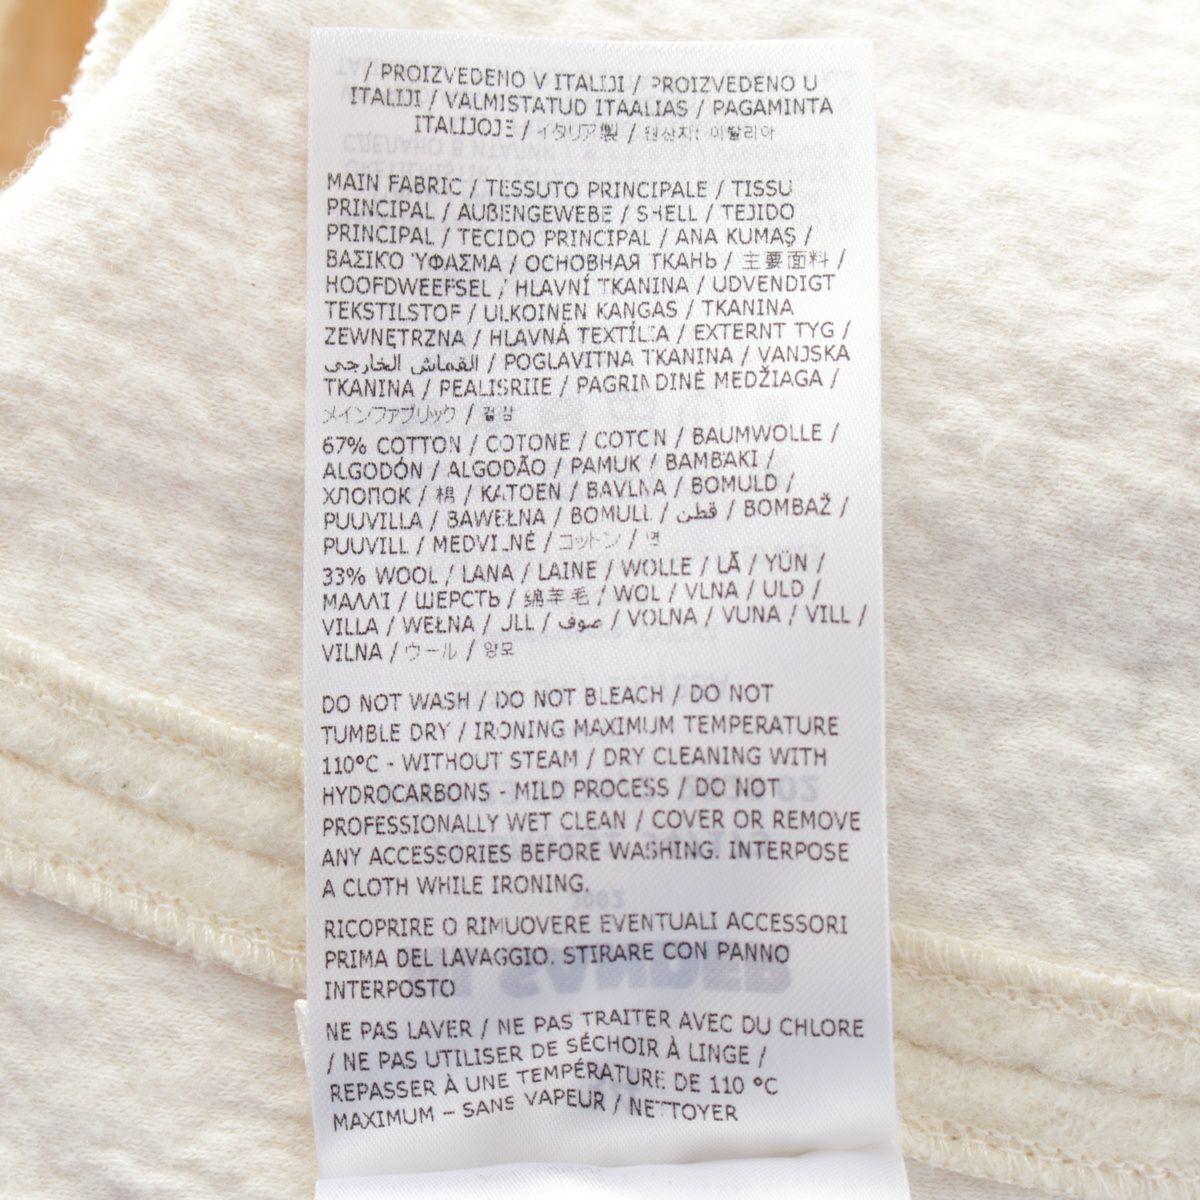 / PROIZVEDENO V ITALIJI / PROIZVEDENO U
ITALIJI / VALMISTATUD ITAALIAS / PAGAMINTA
ITALIJOJE / イタリア製 / 원산지: 이탈리아
MAIN FABRIC / TESSUTO PRINCIPALE / TISSU
PRINCIPAL / AUßENGEWEBE / SHELL / TEJIDO
PRINCIPAL / TECIDO PRINCIPAL / ANA KUMAŞ /
ΒΑΣΙΚΌ ΎΦΑΣΜΑ / ОСНОВНАЯ ТКАНЬ / 主要面料 /
HOOFDWEEFSEL / HLAVNÍ TKANINA / UDVENDIGT
TEKSTILSTOF / ULKOINEN KANGAS / TKANINA
ZEWNĘTRZNA / HLAVNÁ TEXTÍLIA / EXTERNT TYG /
القماش الخارجي / POGLAVITNA TKANINA / VANJSKA
TKANINA / PEALISRIIE / PAGRINDINĖ MEDŽIAGA /
メインファブリック / 겉감
67% COTTON / COTONE / COTON / BAUMWOLLE /
ALGODÓN / ALGODÃO / PAMUK / ΒΑΜΒΑΚΙ /
ХЛОПОК / 棉 / KATOEN / BAVLNA / BOMULD /
PUUVILLA / BAWEŁNA / BOMULL / قطن / BOMBAŽ /
PUUVILL / MEDVILNĖ / コットン / 면
33% WOOL / LANA / LAINE / WOLLE / LÃ / YÜN /
ΜΑΛΛΊ / ШЕРСТЬ / 绵羊毛 / WOL / VLNA / ULD /
VILLA / WEŁNA / ULL / صوف / VOLNA / VUNA / VILL /
VILNA / ウール / 양모
DO NOT WASH / DO NOT BLEACH / DO NOT
TUMBLE DRY / IRONING MAXIMUM TEMPERATURE
110°C - WITHOUT STEAM / DRY CLEANING WITH
HYDROCARBONS - MILD PROCESS / DO NOT
PROFESSIONALLY WET CLEAN / COVER OR REMOVE
ANY ACCESSORIES BEFORE WASHING. INTERPOSE
A CLOTH WHILE IRONING.
RICOPRIRE O RIMUOVERE EVENTUALI ACCESSORI
PRIMA DEL LAVAGGIO. STIRARE CON PANNO
INTERPOSTO
NE PAS LAVER / NE PAS TRAITER AVEC DU CHLORE
/ NE PAS UTILISER DE SÉCHOIR À LINGE /
REPASSER À UNE TEMPÉRATURE DE 110 °C
MAXIMUM – SANS VAPEUR / NETTOYER